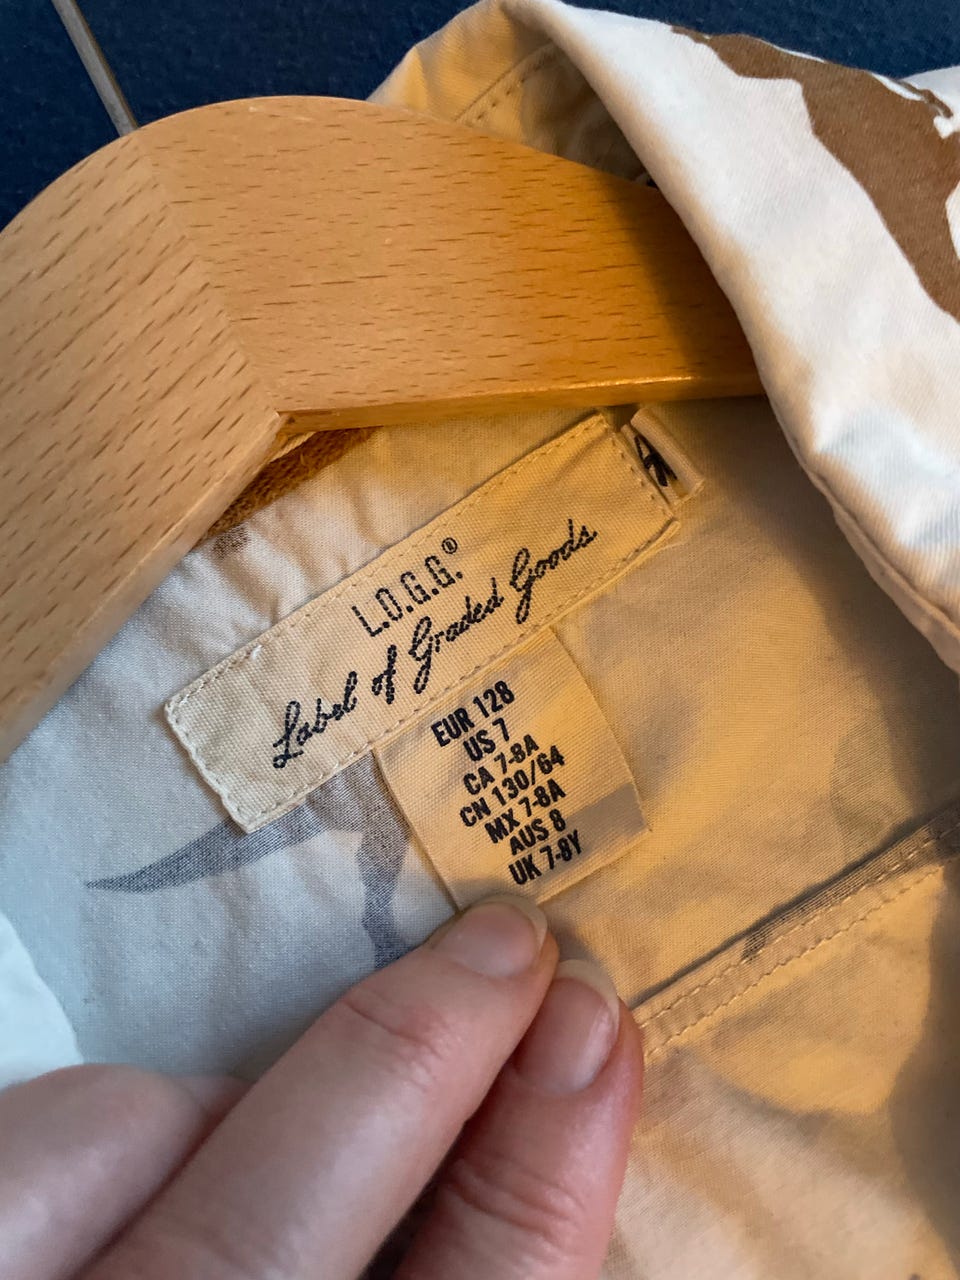 L.O.G.G.®
Label of Graded Goods
EUR 128
US 7
CA 7-8A
CN 130/64
MX 7-8A
AUS 8
UK 7-8Y